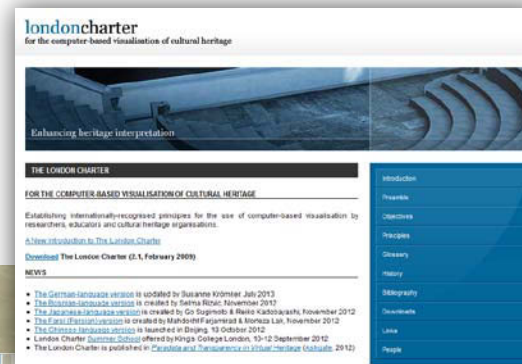 londoncharter
for the computer-based visualisation of cultural heritage
Enhancing heritage interpretation
THE LONDON CHARTER
FOR THE COMPUTER-BASED VISUALISATION OF CULTURAL HERITAGE
Establishing internationally-recognised principles for the use of computer-based visualisation by
researchers, educators and cultural heritage organisations.
A New Introduction to The London Charter
Download The London Charter (2.1, February 2009)
NEWS
• The German-language version is updated by Susanne Krömker July 2013
• The Bosnian-language version is created by Selma Rizvic, November 2012
• The Japanese-language version is created by Go Sugimoto & Reiko Kadobayashi, November 2012
• The Farsi (Persian) version is created by Mahdokht Farjamirad & Morteza Lak, November 2012
• The Chinese-language version is launched in Beijing, 10 October 2012
• London Charter Summer School offered by King's College London, 10-12 September 2012
• The London Charter is published in Paradata and Transparency in Virtual Heritage (Ashgate, 2012)
Introduction
Preamble
Objectives
Principles
Glossary
History
Bibliography
Downloads
Links
People